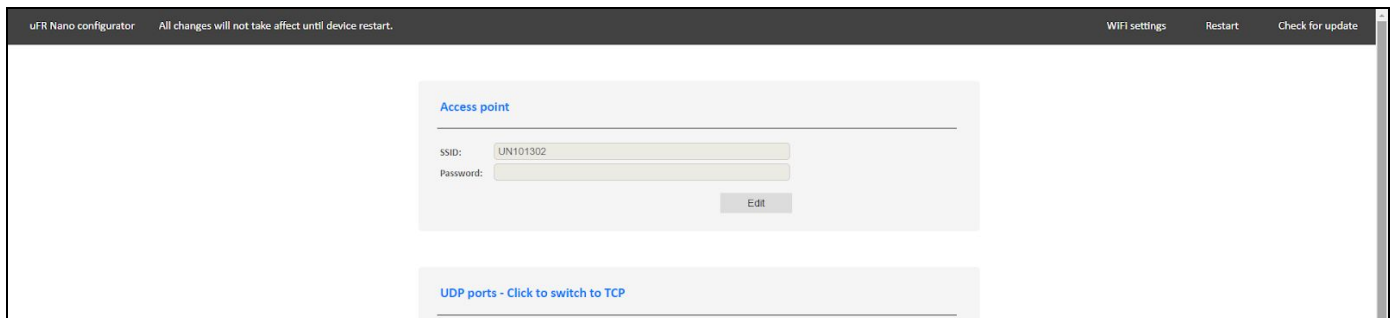 uFR Nano configurator All changes will not take affect until device restart. WiFI settings Restart Check for update
Access point
SSID: UN101302
Password:
Edit
UDP ports - Click to switch to TCP